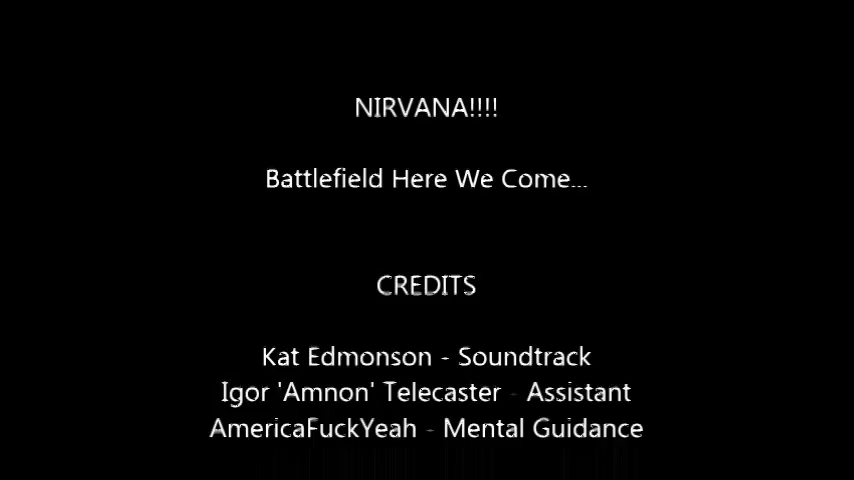 NIRVANA!!!!
Battlefield Here We Come...
CREDITS
Kat Edmonson - Soundtrack
Igor 'Amnon' Telecaster - Assistant
AmericaFuckYeah - Mental Guidance